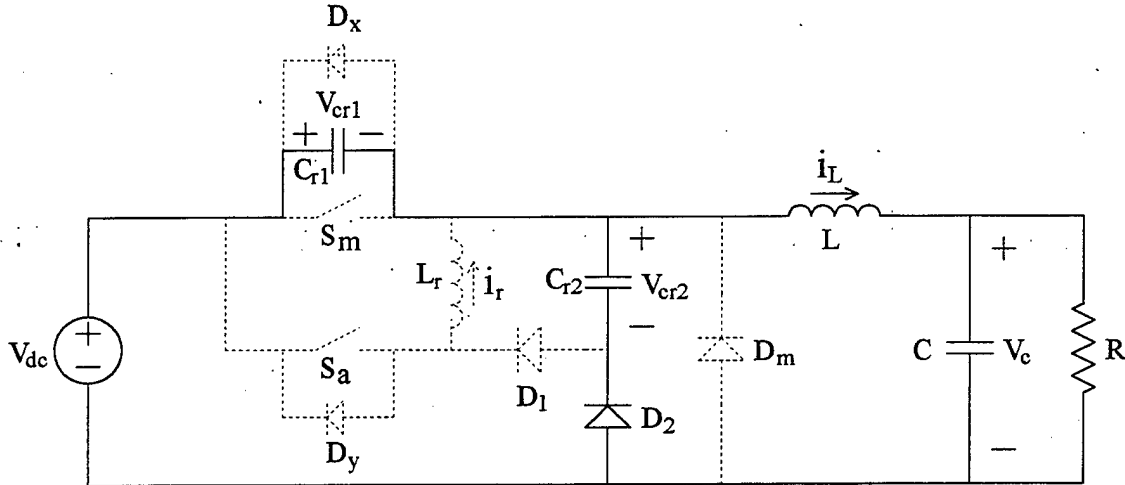 Dx
Vcr1
+ −
Cr1
Sm
iL
L
+
Lr
ir
Cr2
Vcr2
−
+
−
Vdc
Sa
D1
Dy
D2
Dm
+
C
Vc
−
R